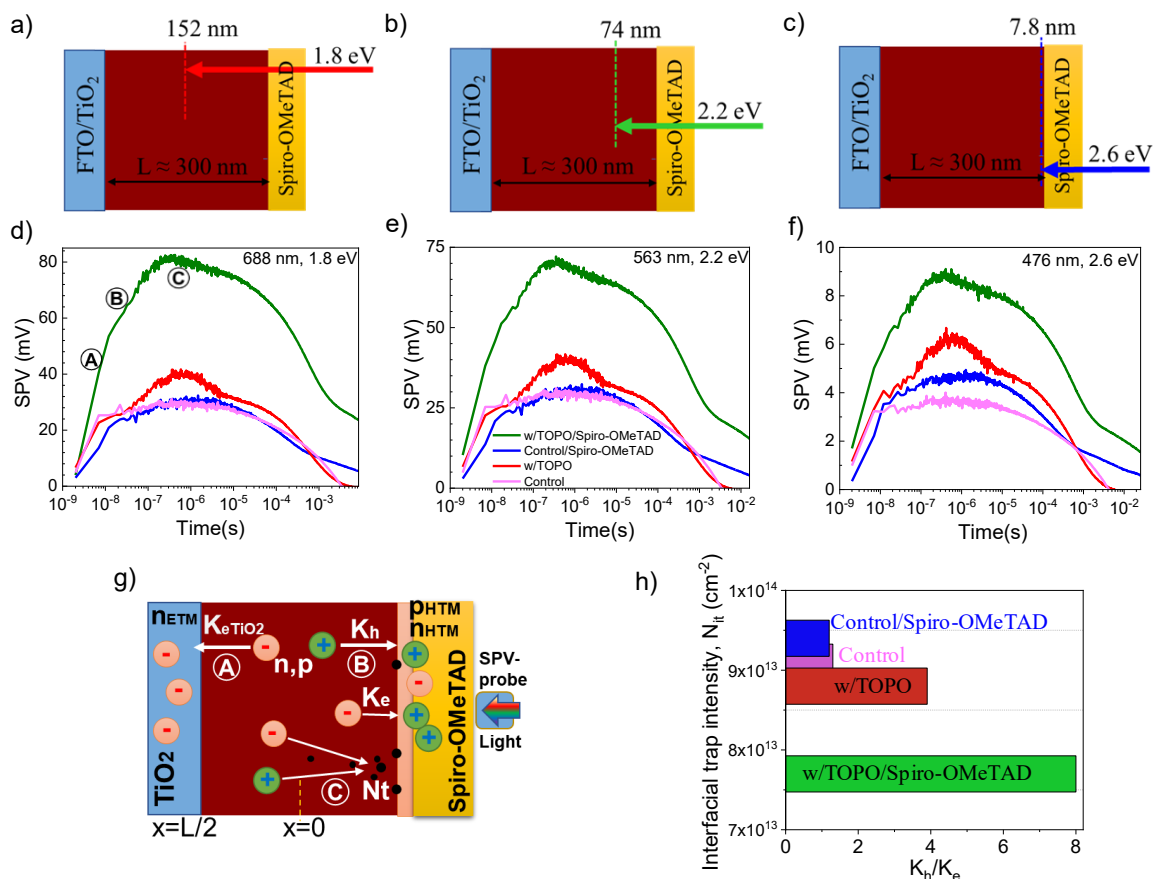 a)
152 nm
1.8 eV
FTO/TiO₂
L ≈ 300 nm
Spiro-OMeTAD
b)
74 nm
2.2 eV
FTO/TiO₂
L ≈ 300 nm
Spiro-OMeTAD
c)
7.8 nm
2.6 eV
FTO/TiO₂
L ≈ 300 nm
Spiro-OMeTAD
d)
688 nm, 1.8 eV
A
B
C
SPV (mV)
80
60
40
20
0
10⁻⁹ 10⁻⁸ 10⁻⁷ 10⁻⁶ 10⁻⁵ 10⁻⁴ 10⁻³
Time(s)
e)
563 nm, 2.2 eV
SPV (mV)
75
50
25
0
w/TOPO/Spiro-OMeTAD
Control/Spiro-OMeTAD
w/TOPO
Control
10⁻⁹ 10⁻⁸ 10⁻⁷ 10⁻⁶ 10⁻⁵ 10⁻⁴ 10⁻³ 10⁻²
Time(s)
f)
476 nm, 2.6 eV
SPV (mV)
10
8
6
4
2
0
10⁻⁹ 10⁻⁸ 10⁻⁷ 10⁻⁶ 10⁻⁵ 10⁻⁴ 10⁻³ 10⁻²
Time(s)
g)
nETM
KeTiO2
A
n,p
Kh
B
pHTM
nHTM
Ke
C
Nt
TiO₂
Spiro-OMeTAD
SPV-
probe
Light
x=L/2
x=0
h)
Interfacial trap intensity, Nit (cm⁻²)
1x10¹⁴
9x10¹³
8x10¹³
7x10¹³
Control/Spiro-OMeTAD
Control
w/TOPO
w/TOPO/Spiro-OMeTAD
0 2 4 6 8
Kh/Ke